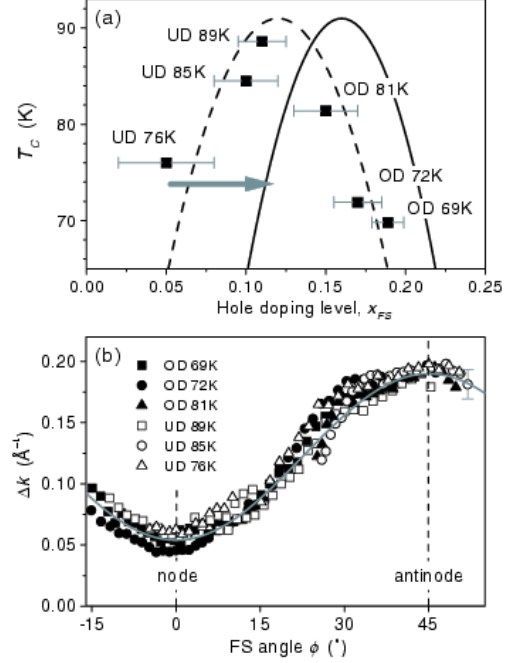 (a)
90
80
70
T_C (K)
UD 89K
UD 85K
UD 76K
OD 81K
OD 72K
OD 69K
0.00 0.05 0.10 0.15 0.20 0.25
Hole doping level, x_FS
(b)
0.20
0.15
0.10
0.05
0.00
Δk (Å⁻¹)
OD 69K
OD 72K
OD 81K
UD 89K
UD 85K
UD 76K
node
antinode
-15 0 15 30 45
FS angle ϕ (°)